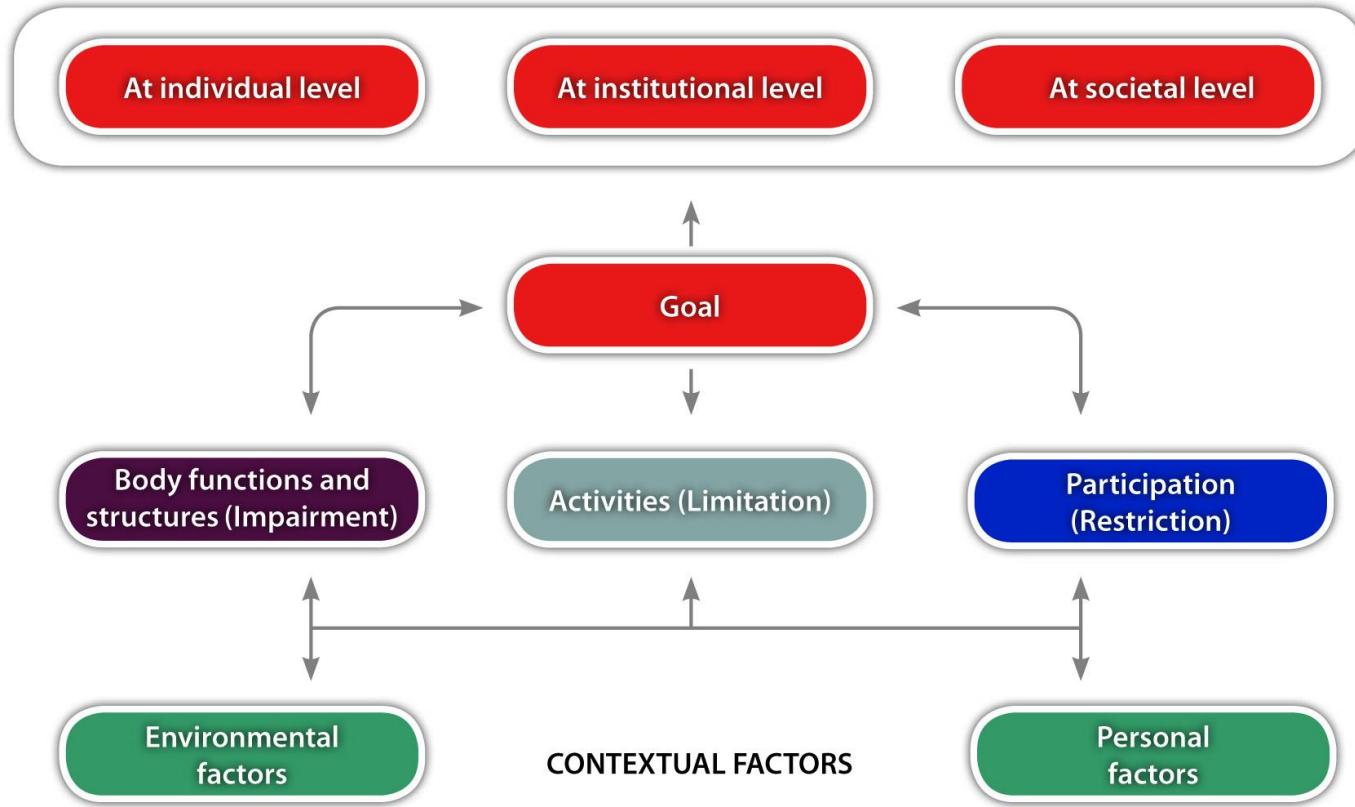 At individual level
At institutional level
At societal level
Goal
Body functions and
structures (Impairment)
Activities (Limitation)
Participation
(Restriction)
Environmental
factors
CONTEXTUAL FACTORS
Personal
factors